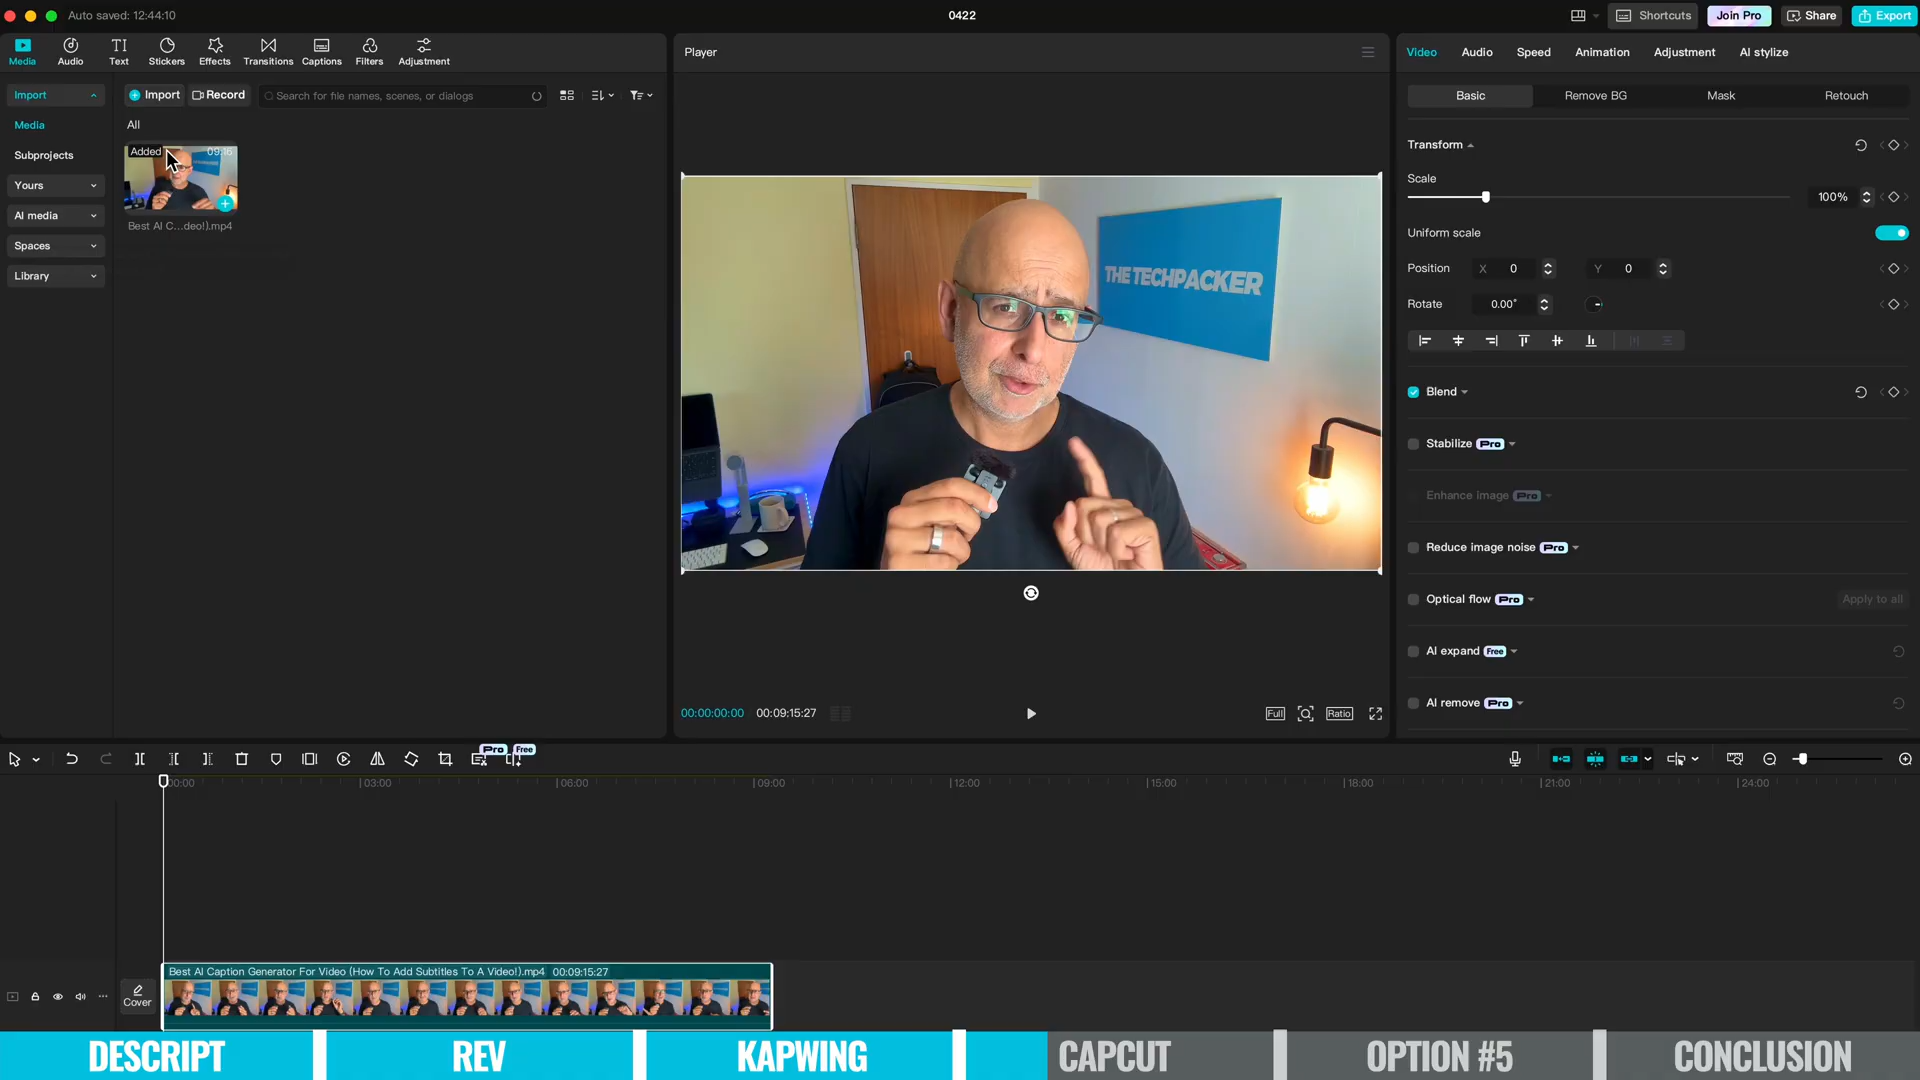 Auto saved: 12:44:10
0422
Shortcuts
Join Pro
Share
Export
Media
Audio
Text
Stickers
Effects
Transitions
Captions
Filters
Adjustment
Import
Media
Subprojects
Yours
AI media
Spaces
Library
Import
Record
Search for file names, scenes, or dialogs
All
Added
Best AI C...deo!).mp4
Player
THE TECHPACKER
00:00:00:00
00:09:15:27
Full
Ratio
Video
Audio
Speed
Animation
Adjustment
AI stylize
Basic
Remove BG
Mask
Retouch
Transform
Scale
100%
Uniform scale
Position
X
0
Y
0
Rotate
0.00°
Blend
Stabilize Pro
Enhance image Pro
Reduce image noise Pro
Optical flow Pro
Apply to all
AI expand Free
AI remove Pro
Pro
Free
00:00
03:00
06:00
09:00
12:00
15:00
18:00
21:00
24:00
Cover
Best AI Caption Generator For Video (How To Add Subtitles To A Video!).mp4 00:09:15:27
DESCRIPT
REV
KAPWING
CAPCUT
OPTION #5
CONCLUSION